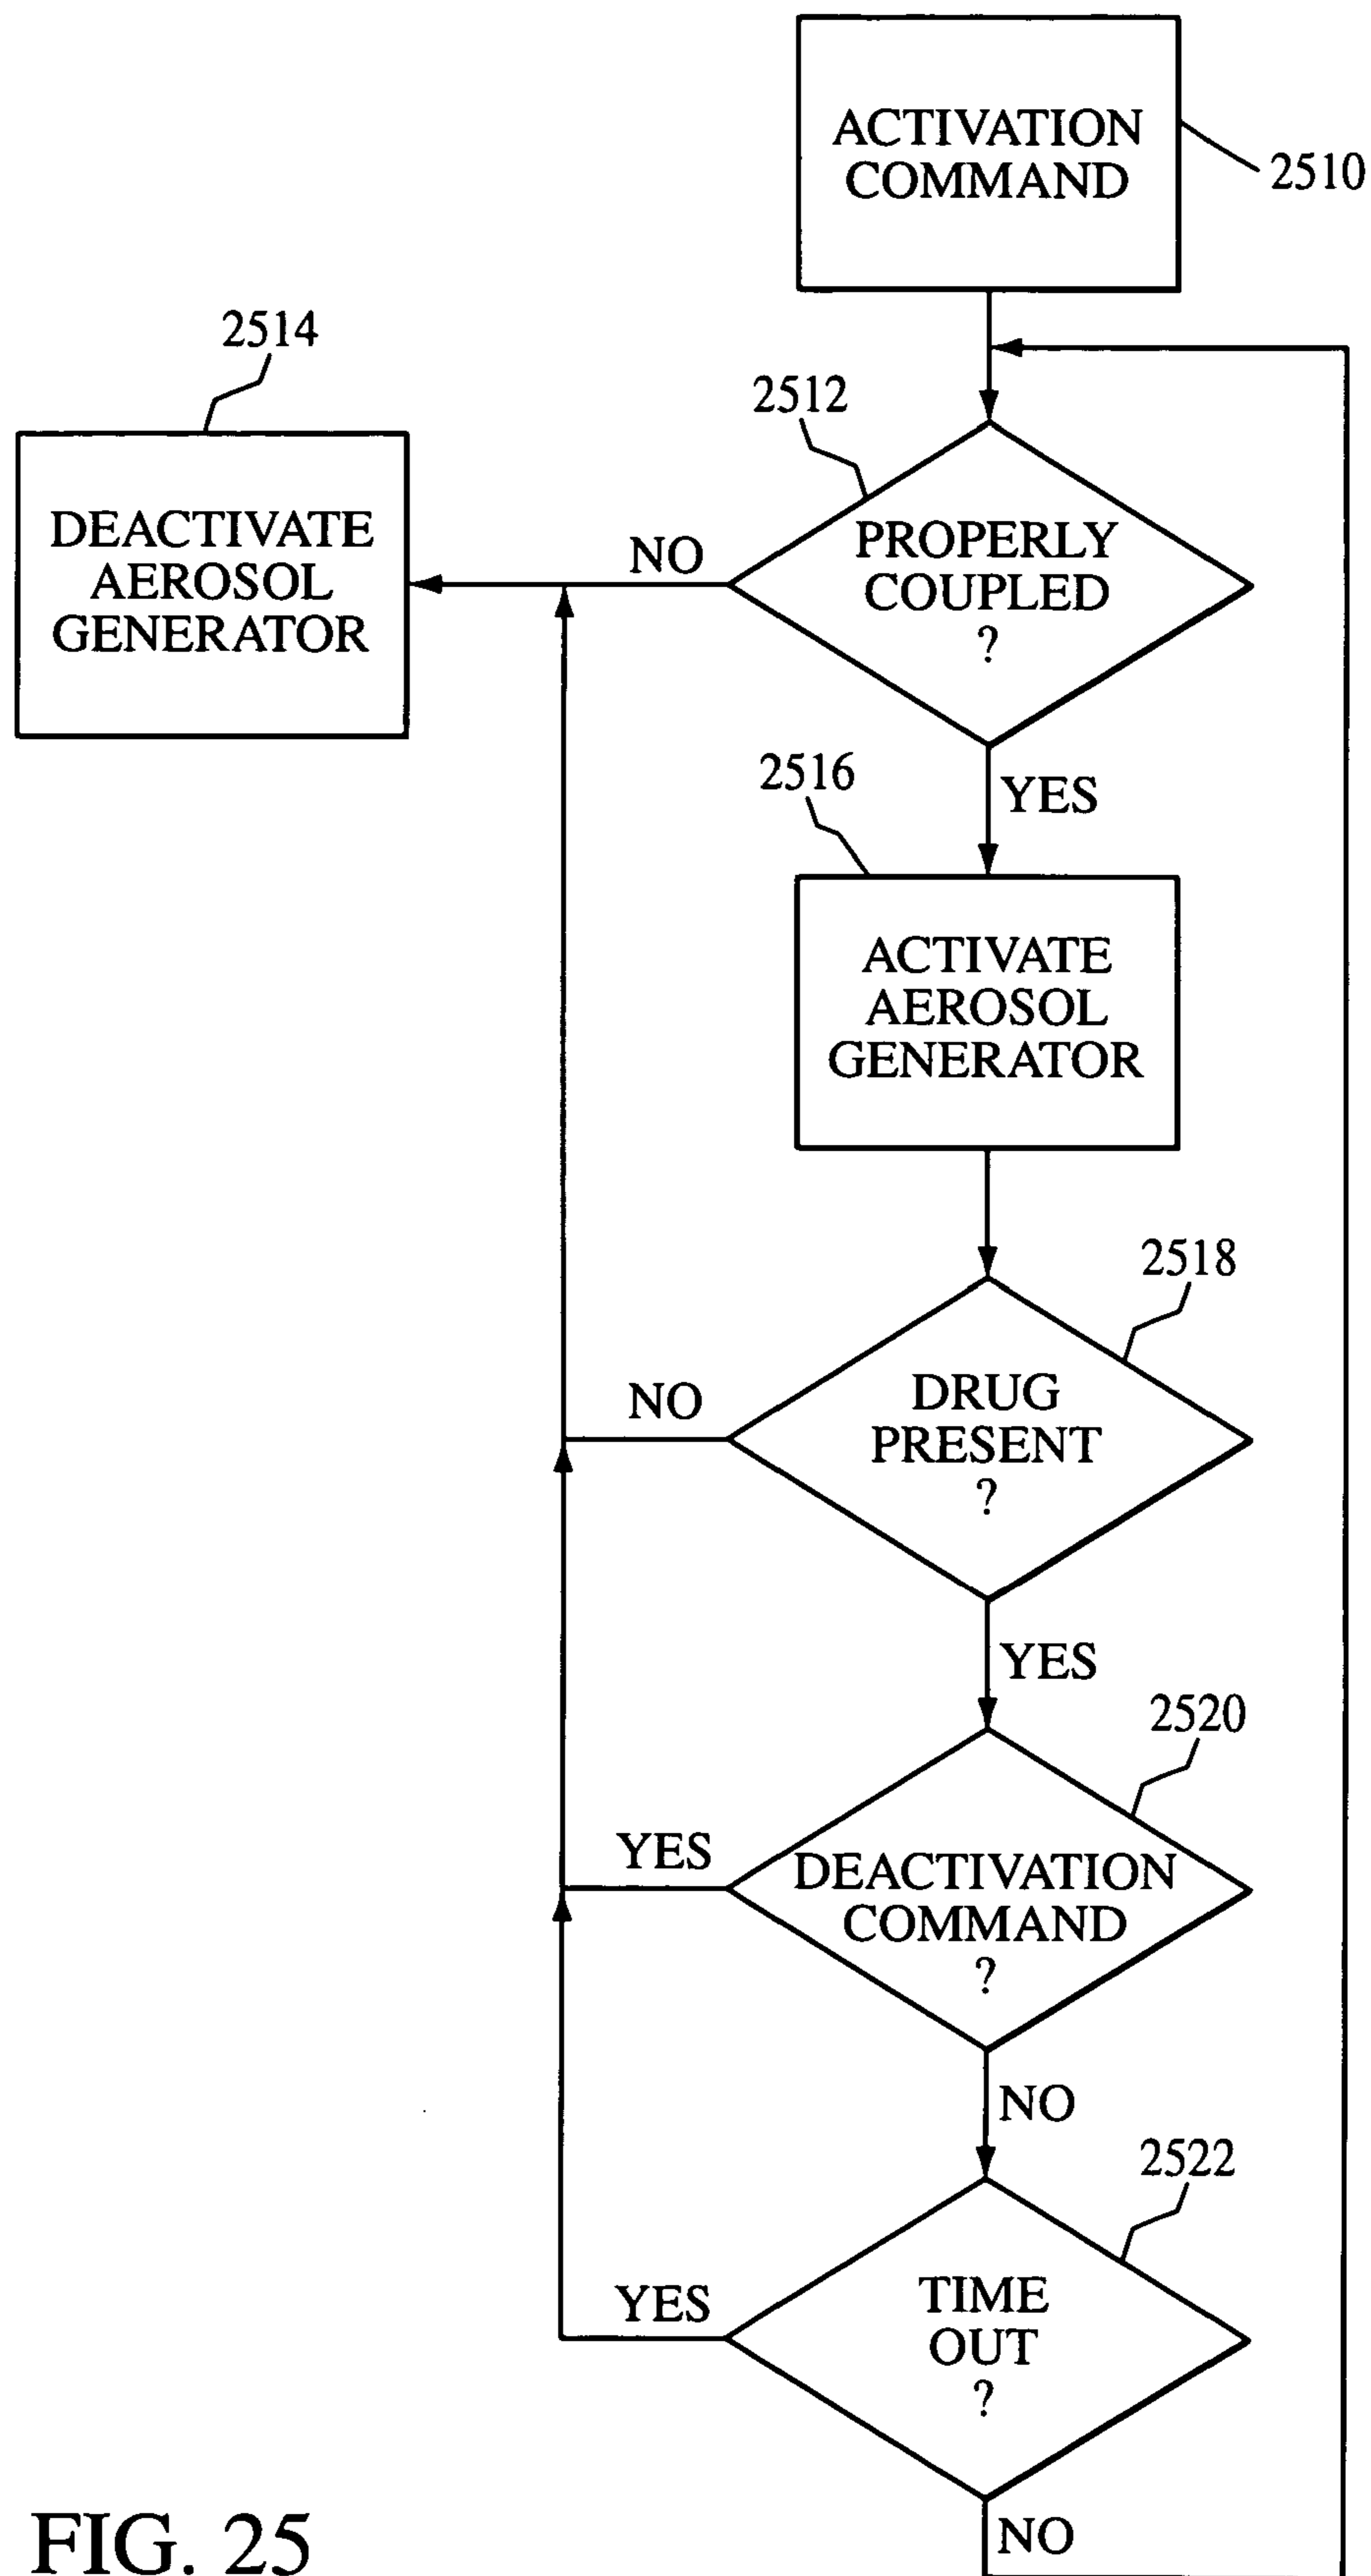 ACTIVATION
COMMAND
2510
2514
2512
DEACTIVATE
AEROSOL
GENERATOR
NO
PROPERLY
COUPLED
?
2516
YES
ACTIVATE
AEROSOL
GENERATOR
2518
NO
DRUG
PRESENT
?
YES
2520
YES
DEACTIVATION
COMMAND
?
NO
2522
YES
TIME
OUT
?
NO
FIG. 25